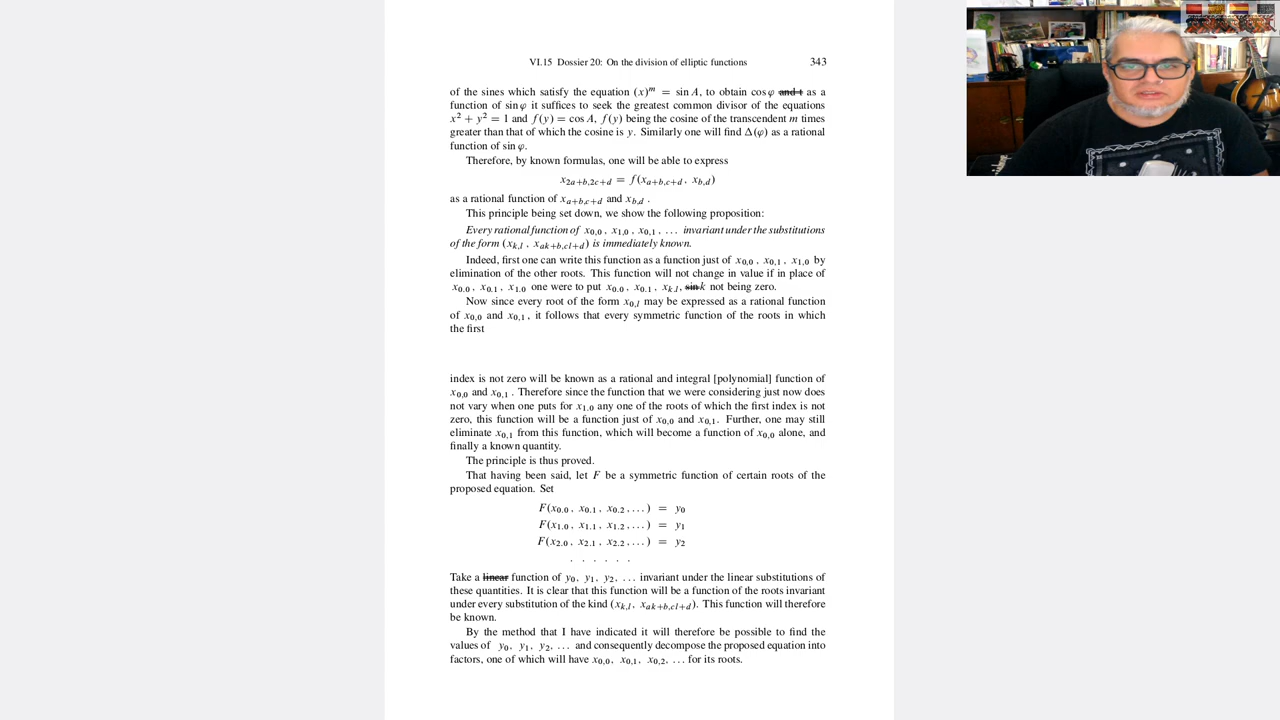 VI.15 Dossier 20: On the division of elliptic functions 343
of the sines which satisfy the equation (x)^m = sin A, to obtain cos φ ~~and t~~ as a
function of sin φ it suffices to seek the greatest common divisor of the equations
x² + y² = 1 and f(y) = cos A, f(y) being the cosine of the transcendent m times
greater than that of which the cosine is y. Similarly one will find Δ(φ) as a rational
function of sin φ.
Therefore, by known formulas, one will be able to express
x_{2a+b,2c+d} = f(x_{a+b,c+d}, x_{b,d})
as a rational function of x_{a+b,c+d} and x_{b,d}.
This principle being set down, we show the following proposition:
Every rational function of x_{0,0}, x_{1,0}, x_{0,1}, ... invariant under the substitutions
of the form (x_{k,l}, x_{ak+b,cl+d}) is immediately known.
Indeed, first one can write this function as a function just of x_{0,0}, x_{0,1}, x_{1,0} by
elimination of the other roots. This function will not change in value if in place of
x_{0.0}, x_{0.1}, x_{1.0} one were to put x_{0.0}, x_{0.1}, x_{k,l}, ~~sin~~ k not being zero.
Now since every root of the form x_{0,l} may be expressed as a rational function
of x_{0,0} and x_{0,1}, it follows that every symmetric function of the roots in which
the first
index is not zero will be known as a rational and integral [polynomial] function of
x_{0,0} and x_{0,1}. Therefore since the function that we were considering just now does
not vary when one puts for x_{1,0} any one of the roots of which the first index is not
zero, this function will be a function just of x_{0,0} and x_{0,1}. Further, one may still
eliminate x_{0,1} from this function, which will become a function of x_{0,0} alone, and
finally a known quantity.
The principle is thus proved.
That having been said, let F be a symmetric function of certain roots of the
proposed equation. Set
F(x_{0.0}, x_{0.1}, x_{0.2}, ...) = y_0
F(x_{1.0}, x_{1.1}, x_{1.2}, ...) = y_1
F(x_{2.0}, x_{2.1}, x_{2.2}, ...) = y_2
. . . . . .
Take a ~~linear~~ function of y_0, y_1, y_2, ... invariant under the linear substitutions of
these quantities. It is clear that this function will be a function of the roots invariant
under every substitution of the kind (x_{k,l}, x_{ak+b,cl+d}). This function will therefore
be known.
By the method that I have indicated it will therefore be possible to find the
values of y_0, y_1, y_2, ... and consequently decompose the proposed equation into
factors, one of which will have x_{0,0}, x_{0,1}, x_{0,2}, ... for its roots.